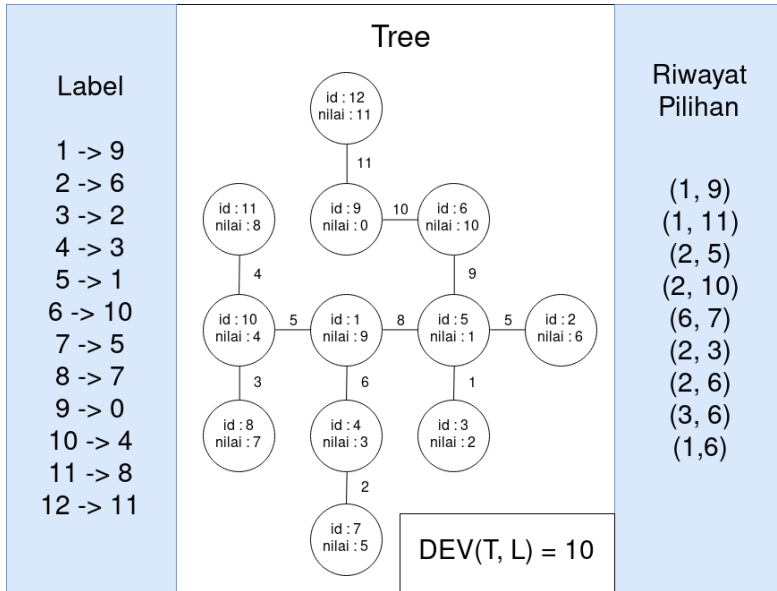 Label
1 -> 9
2 -> 6
3 -> 2
4 -> 3
5 -> 1
6 -> 10
7 -> 5
8 -> 7
9 -> 0
10 -> 4
11 -> 8
12 -> 11
Tree
id : 12
nilai : 11
11
id : 11
nilai : 8
id : 9
nilai : 0
10
id : 6
nilai : 10
4
9
id : 10
nilai : 4
5
id : 1
nilai : 9
8
id : 5
nilai : 1
5
id : 2
nilai : 6
3
6
1
id : 8
nilai : 7
id : 4
nilai : 3
id : 3
nilai : 2
2
id : 7
nilai : 5
DEV(T, L) = 10
Riwayat
Pilihan
(1, 9)
(1, 11)
(2, 5)
(2, 10)
(6, 7)
(2, 3)
(2, 6)
(3, 6)
(1,6)